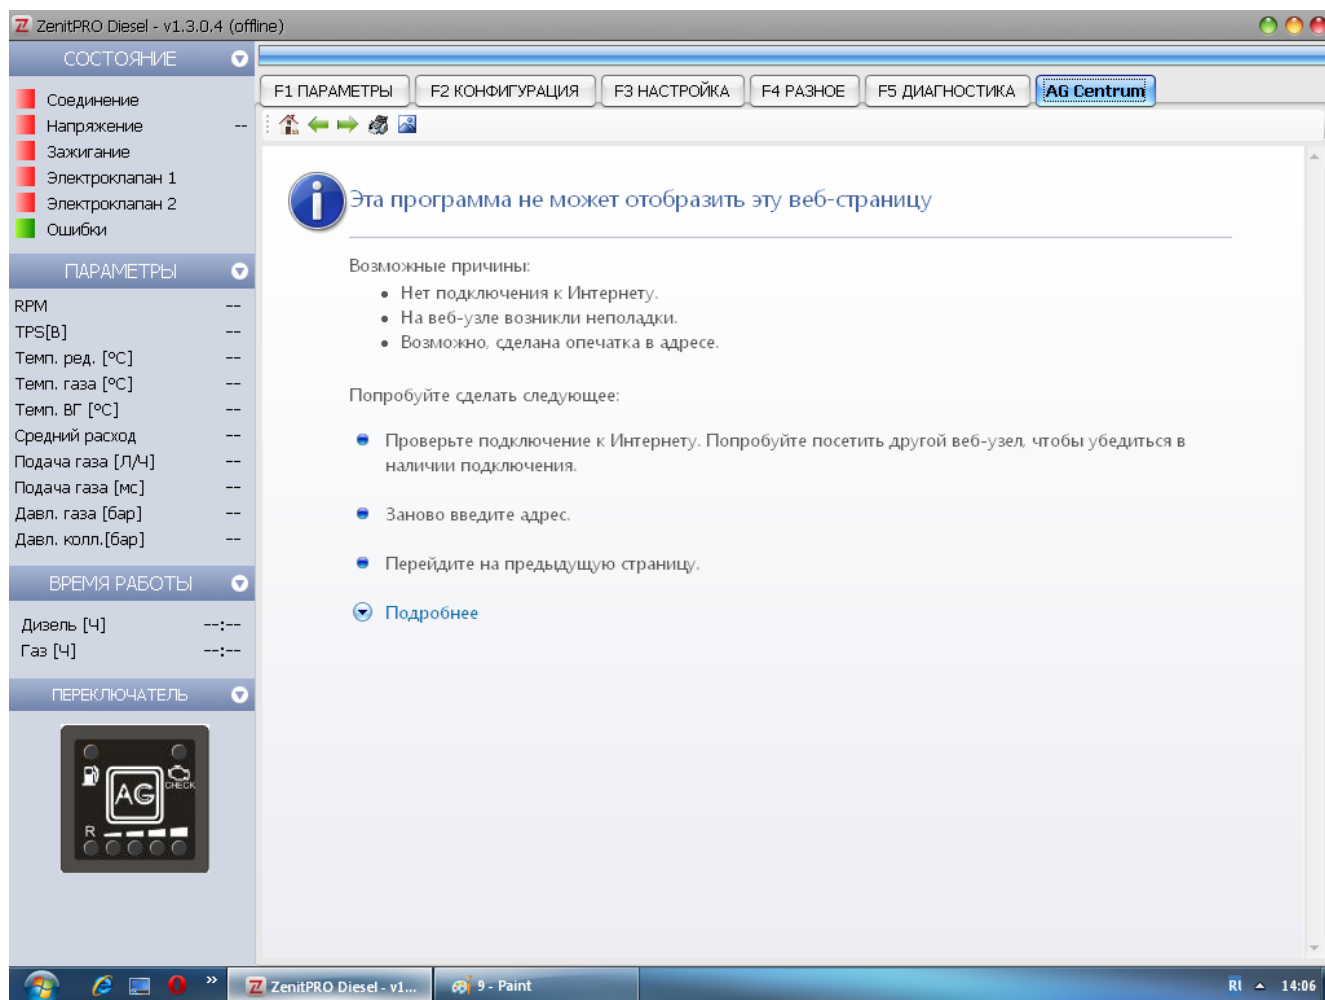 ZenitPRO Diesel - v1.3.0.4 (offline)
СОСТОЯНИЕ
Соединение
Напряжение --
Зажигание
Электроклапан 1
Электроклапан 2
Ошибки
ПАРАМЕТРЫ
RPM --
TPS[В] --
Темп. ред. [ºC] --
Темп. газа [ºC] --
Темп. ВГ [ºC] --
Средний расход --
Подача газа [Л/Ч] --
Подача газа [мс] --
Давл. газа [бар] --
Давл. колл.[бар] --
ВРЕМЯ РАБОТЫ
Дизель [Ч] --:--
Газ [Ч] --:--
ПЕРЕКЛЮЧАТЕЛЬ
CHECK
AG
R
F1 ПАРАМЕТРЫ F2 КОНФИГУРАЦИЯ F3 НАСТРОЙКА F4 РАЗНОЕ F5 ДИАГНОСТИКА AG Centrum
Эта программа не может отобразить эту веб-страницу
Возможные причины:
• Нет подключения к Интернету.
• На веб-узле возникли неполадки.
• Возможно, сделана опечатка в адресе.
Попробуйте сделать следующее:
Проверьте подключение к Интернету. Попробуйте посетить другой веб-узел, чтобы убедиться в
наличии подключения.
Заново введите адрес.
Перейдите на предыдущую страницу.
Подробнее
» ZenitPRO Diesel - v1... 9 - Paint 14:06